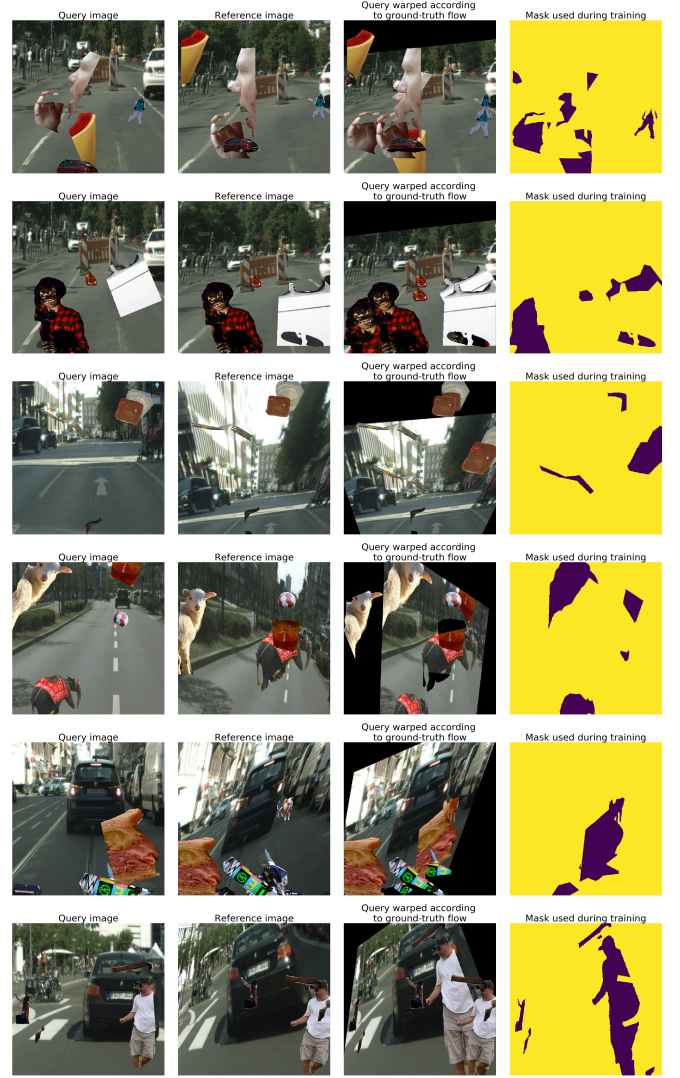 Query image
Reference image
Query warped according
to ground-truth flow
Mask used during training
Query image
Reference image
Query warped according
to ground-truth flow
Mask used during training
Query image
Reference image
Query warped according
to ground-truth flow
Mask used during training
Query image
Reference image
Query warped according
to ground-truth flow
Mask used during training
Query image
Reference image
Query warped according
to ground-truth flow
Mask used during training
Query image
Reference image
Query warped according
to ground-truth flow
Mask used during training